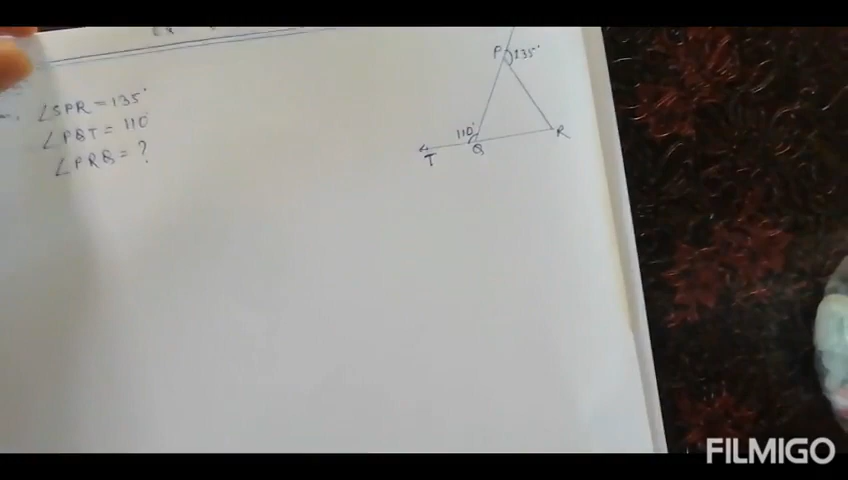 ∠SPR = 135°
∠PQT = 110°
∠PRQ = ?
P 135°
110°
T Q R
FILMIGO